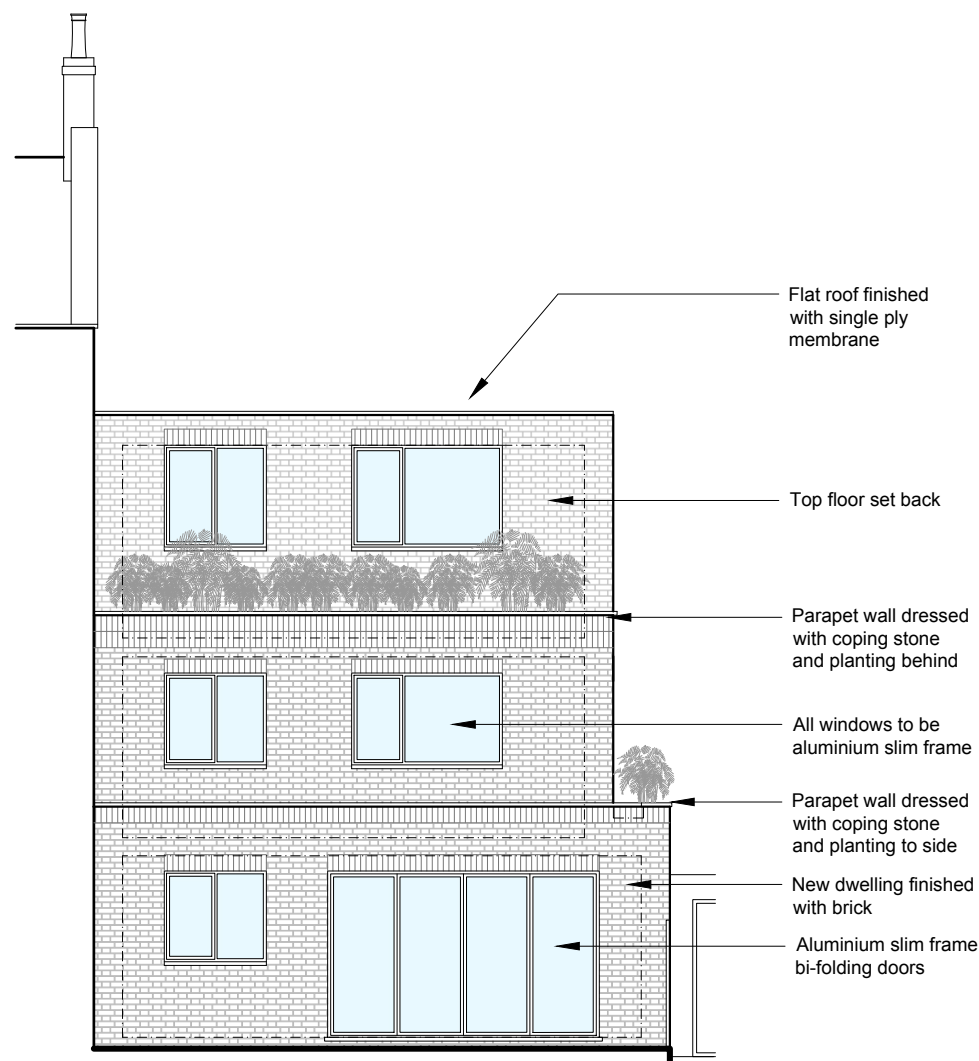 Flat roof finished
with single ply
membrane
Top floor set back
Parapet wall dressed
with coping stone
and planting behind
All windows to be
aluminium slim frame
Parapet wall dressed
with coping stone
and planting to side
New dwelling finished
with brick
Aluminium slim frame
bi-folding doors